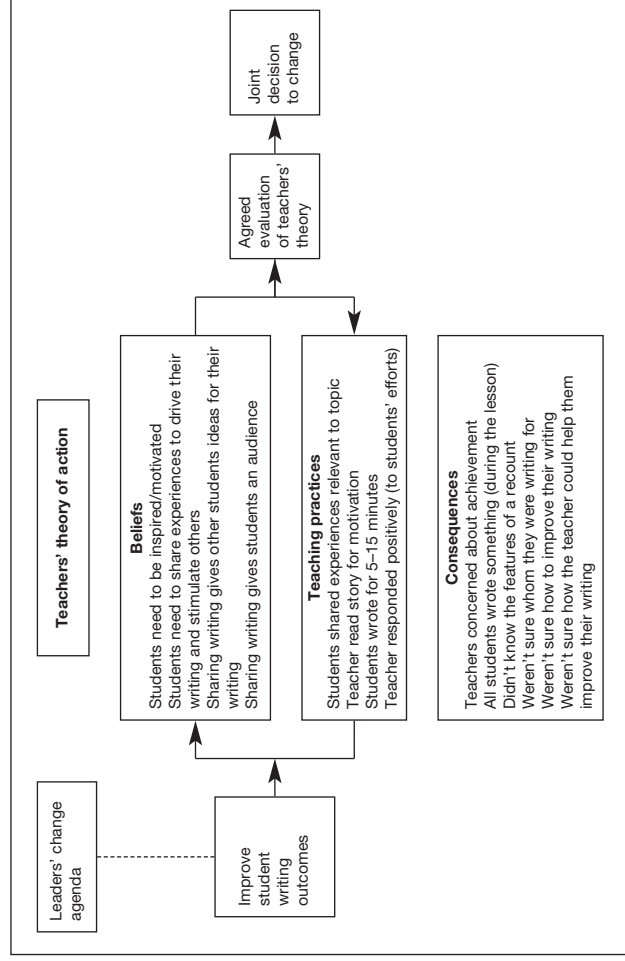 Leaders' change
agenda
Improve
student
writing
outcomes
Teachers' theory of action
Beliefs
Students need to be inspired/motivated
Students need to share experiences to drive their
writing and stimulate others
Sharing writing gives other students ideas for their
writing
Sharing writing gives students an audience
Teaching practices
Students shared experiences relevant to topic
Teacher read story for motivation
Students wrote for 5–15 minutes
Teacher responded positively (to students' efforts)
Consequences
Teachers concerned about achievement
All students wrote something (during the lesson)
Didn't know the features of a recount
Weren't sure whom they were writing for
Weren't sure how to improve their writing
Weren't sure how the teacher could help them
improve their writing
Agreed
evaluation
of teachers'
theory
Joint
decision
to change